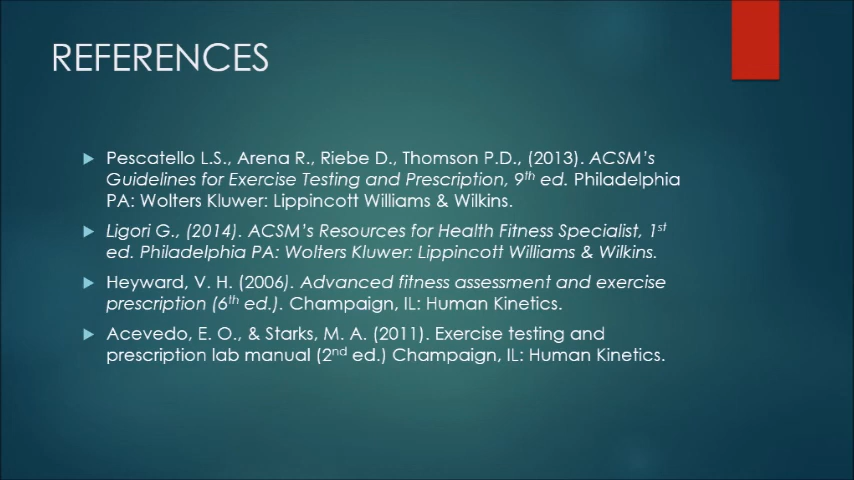 REFERENCES
Pescatello L.S., Arena R., Riebe D., Thomson P.D., (2013). ACSM's
Guidelines for Exercise Testing and Prescription, 9th ed. Philadelphia
PA: Wolters Kluwer: Lippincott Williams & Wilkins.
Ligori G., (2014). ACSM's Resources for Health Fitness Specialist, 1st
ed. Philadelphia PA: Wolters Kluwer: Lippincott Williams & Wilkins.
Heyward, V. H. (2006). Advanced fitness assessment and exercise
prescription (6th ed.). Champaign, IL: Human Kinetics.
Acevedo, E. O., & Starks, M. A. (2011). Exercise testing and
prescription lab manual (2nd ed.) Champaign, IL: Human Kinetics.